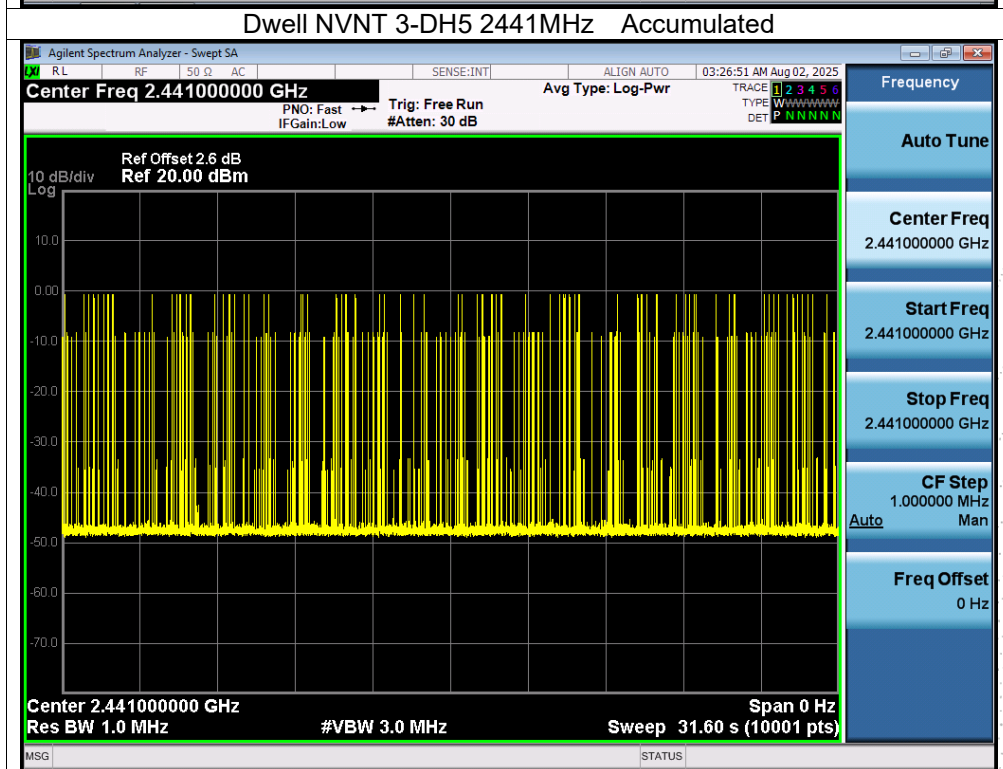 Dwell NVNT 3-DH5 2441MHz    Accumulated
Agilent Spectrum Analyzer - Swept SA
LXI RL RF 50 Ω AC SENSE:INT ALIGN AUTO 03:26:51 AM Aug 02, 2025
Center Freq 2.441000000 GHz
PNO: Fast
IFGain:Low
Trig: Free Run
#Atten: 30 dB
Avg Type: Log-Pwr
TRACE 1 2 3 4 5 6
TYPE WWWWWW
DET P N N N N N
Frequency
Auto Tune
Center Freq
2.441000000 GHz
Start Freq
2.441000000 GHz
Stop Freq
2.441000000 GHz
CF Step
1.000000 MHz
Auto Man
Freq Offset
0 Hz
Ref Offset 2.6 dB
10 dB/div Ref 20.00 dBm
Log
10.0
0.00
-10.0
-20.0
-30.0
-40.0
-50.0
-60.0
-70.0
Center 2.441000000 GHz Span 0 Hz
Res BW 1.0 MHz #VBW 3.0 MHz Sweep 31.60 s (10001 pts)
MSG STATUS